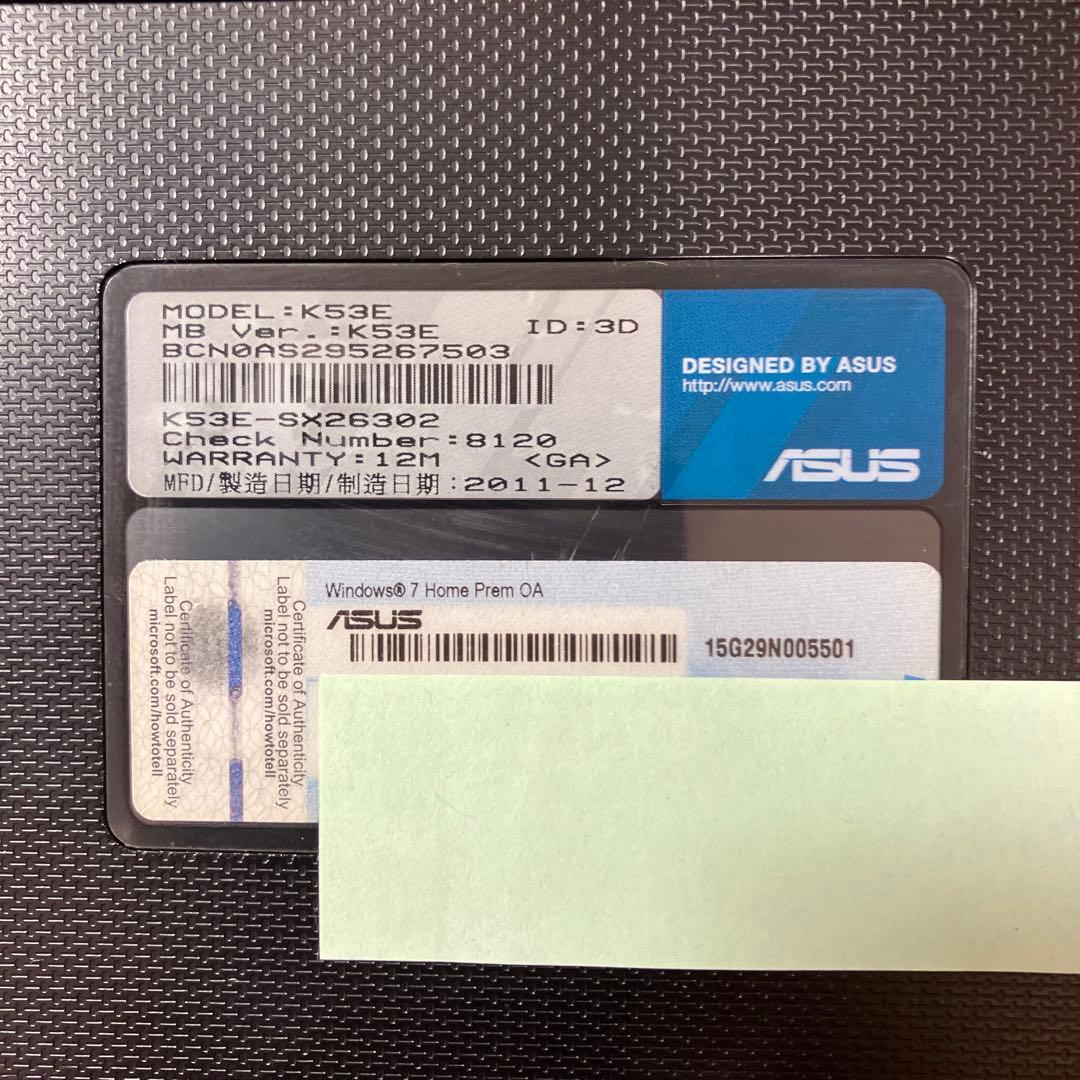 MODEL:K53E
MB Ver.:K53E
ID:3D
BCN0AS295267503
K53E-SX26302
Check Number:8120
WARRANTY:12M <GA>
MFD/製造日期/制造日期:2011-12
DESIGNED BY ASUS
http://www.asus.com
ASUS
Certificate of Authenticity
Label not to be sold separately
microsoft.com/howtotell
Certificate of Authenticity
Label not to be sold separately
microsoft.com/howtotell
Windows® 7 Home Prem OA
ASUS
15G29N005501